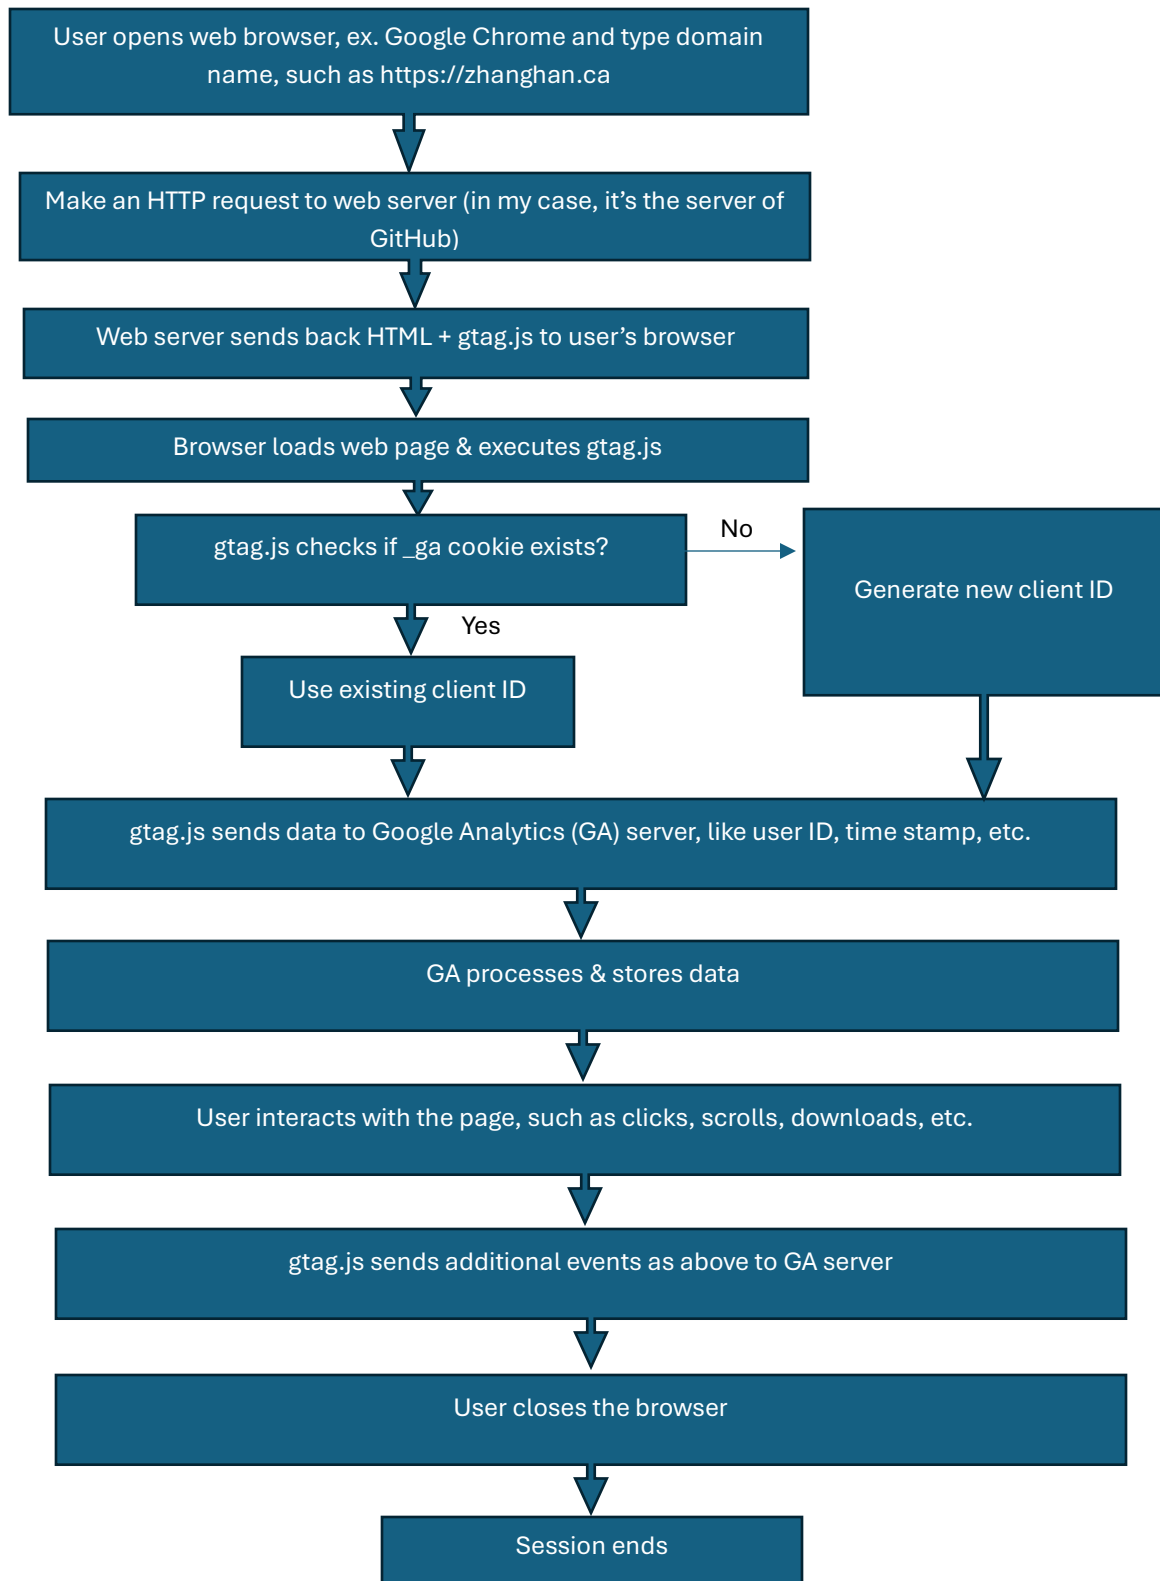 User opens web browser, ex. Google Chrome and type domain
name, such as https://zhanghan.ca
Make an HTTP request to web server (in my case, it’s the server of
GitHub)
Web server sends back HTML + gtag.js to user’s browser
Browser loads web page & executes gtag.js
gtag.js checks if _ga cookie exists?
No
Generate new client ID
Yes
Use existing client ID
gtag.js sends data to Google Analytics (GA) server, like user ID, time stamp, etc.
GA processes & stores data
User interacts with the page, such as clicks, scrolls, downloads, etc.
gtag.js sends additional events as above to GA server
User closes the browser
Session ends